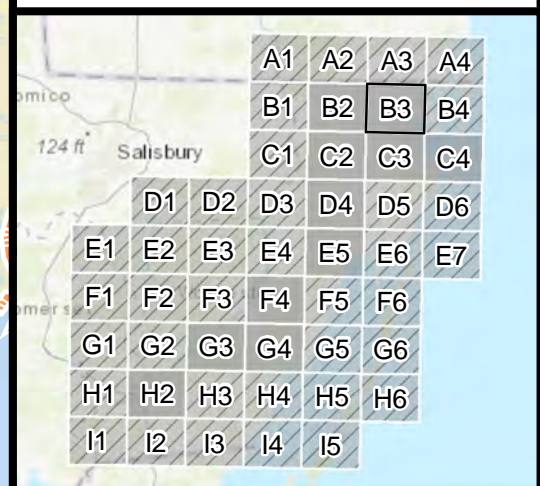 A1 A2 A3 A4
omico
B1 B2 B3 B4
124 ft Salisbury C1 C2 C3 C4
D1 D2 D3 D4 D5 D6
E1 E2 E3 E4 E5 E6 E7
F1 F2 F3 F4 F5 F6
omerse
G1 G2 G3 G4 G5 G6
H1 H2 H3 H4 H5 H6
I1 I2 I3 I4 I5